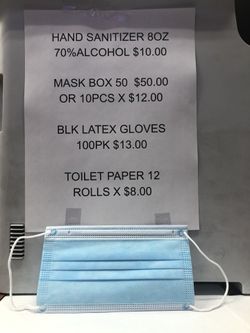 HAND SANITIZER 8OZ
70%ALCOHOL $10.00
MASK BOX 50 $50.00
OR 10PCS X $12.00
BLK LATEX GLOVES
100PK $13.00
TOILET PAPER 12
ROLLS X $8.00